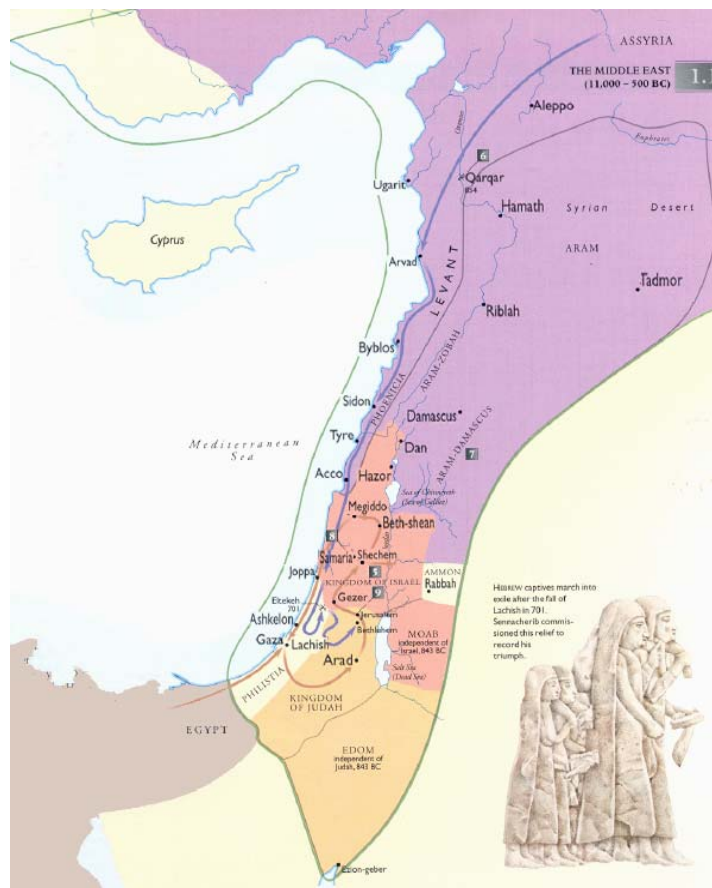 ASSYRIA
THE MIDDLE EAST
(11,000 – 500 BC)
1.1
Aleppo
Orontes
Euphrates
6
Qarqar
854
Ugarit
Hamath
Syrian Desert
Cyprus
ARAM
Arvad
LEVANT
Tadmor
Riblah
Byblos
ARAM-ZOBAH
PHOENICIA
Sidon
Damascus
ARAM-DAMASCUS
Mediterranean
Sea
Tyre
Dan
7
Hazor
Acco
Sea of Chinnereth
(Sea of Galilee)
Megiddo
Beth-shean
8
Jordan
Samaria
Shechem
5
Joppa
KINGDOM OF ISRAEL
AMMON
Rabbah
9
Eltekeh
701
Gezer
Jerusalem
Ashkelon
Bethlehem
MOAB
independent of
Israel, 843 BC
Gaza
Lachish
Arad
Salt Sea
(Dead Sea)
PHILISTIA
KINGDOM
OF JUDAH
EGYPT
EDOM
independent of
Judah, 843 BC
Ezion-geber
HEBREW captives march into
exile after the fall of
Lachish in 701.
Sennacherib commis-
sioned this relief to
record his
triumph.